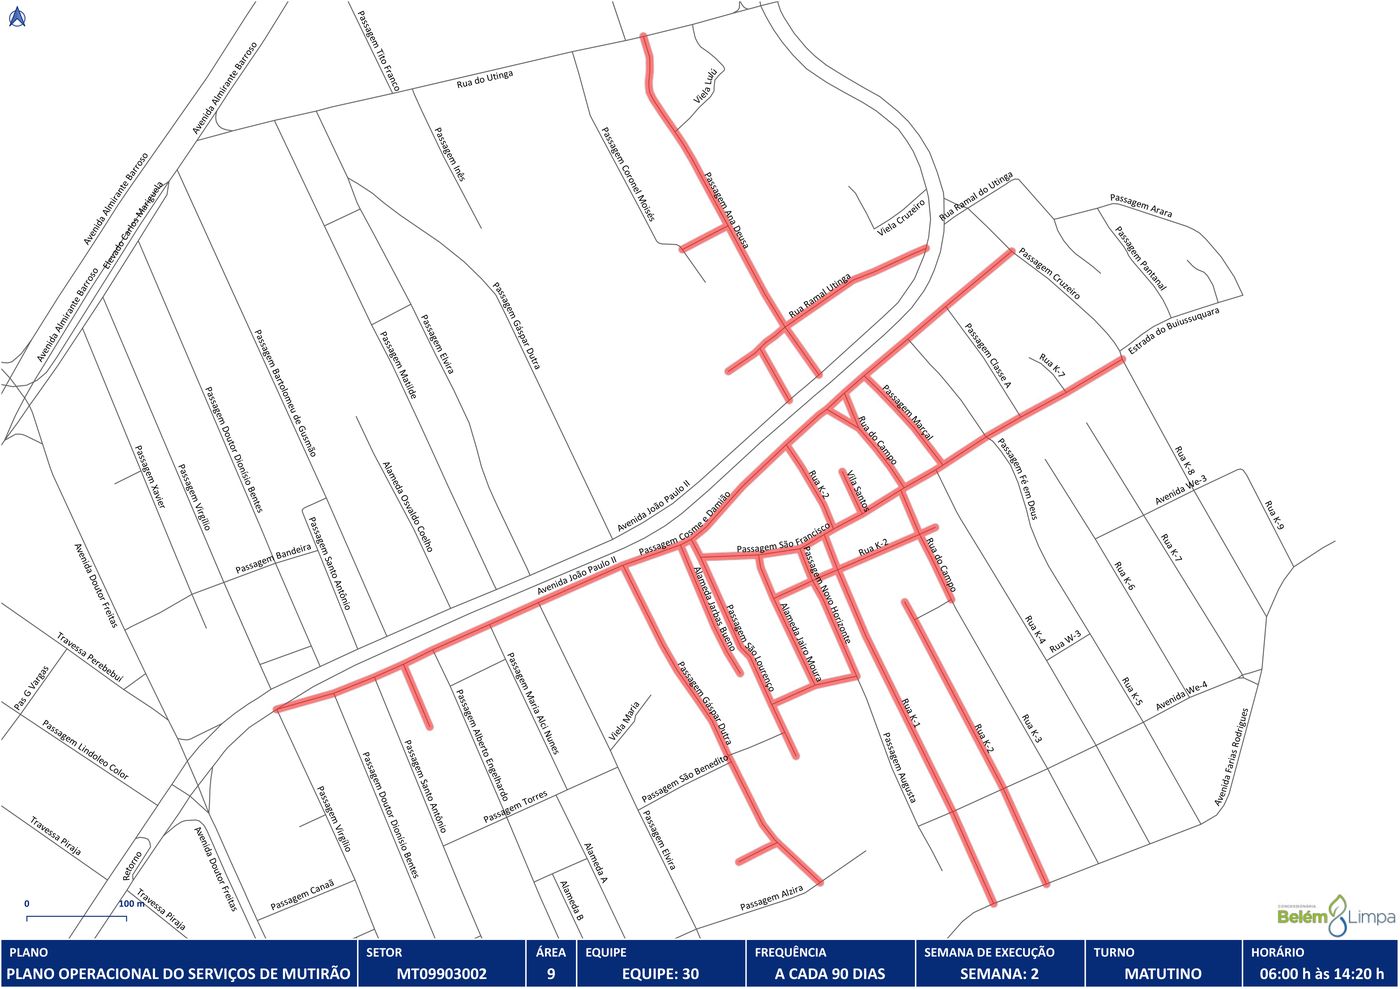 Passagem Tito Franco
Rua do Utinga
Avenida Almirante Barroso
Viela Lulú
Passagem Inês
Passagem Coronel Moisés
Passagem Ana Deusa
Avenida Almirante Barroso
Elevado Carlos Mariguela
Avenida Almirante Barroso
Viela Cruzeiro
Rua Ramal do Utinga
Passagem Arara
Passagem Pantanal
Passagem Cruzeiro
Estrada do Buiussuquara
Rua Ramal Utinga
Passagem Gáspar Dutra
Passagem Elvira
Passagem Matilde
Passagem Bartolomeu de Gusmão
Passagem Classe A
Rua K-7
Passagem Marçal
Rua do Campo
Passagem Doutor Dionísio Bentes
Passagem Virgílio
Passagem Xavier
Alameda Osvaldo Coelho
Passagem Fé em Deus
Rua K-8
Avenida We-3
Rua K-9
Rua K-2
Vila Santos
Avenida João Paulo II
Passagem Cosme e Damião
Passagem São Francisco
Rua K-2
Rua do Campo
Rua K-7
Rua K-6
Passagem Bandeira
Passagem Santo Antônio
Avenida Doutor Freitas
Avenida João Paulo II
Alameda Jarbas Bueno
Passagem São Lourenço
Alameda Jairo Moura
Passagem Novo Horizonte
Rua K-4
Rua W-3
Rua K-5
Avenida We-4
Travessa Perebebuí
Pas G Vargas
Passagem Lindoleo Color
Passagem Gáspar Dutra
Passagem Maria Alci Nunes
Viela Maria
Passagem Alberto Engelhardo
Passagem Santo Antônio
Passagem Doutor Dionísio Bentes
Passagem Virgílio
Passagem São Benedito
Passagem Torres
Passagem Elvira
Passagem Augusta
Rua K-1
Rua K-2
Rua K-3
Avenida Farias Rodrigues
Travessa Piraja
Retorno
Avenida Doutor Freitas
Travessa Piraja
Passagem Canaã
Alameda A
Alameda B
Passagem Alzira
0 100 m
CONCESSIONÁRIA
Belém Limpa
PLANO
PLANO OPERACIONAL DO SERVIÇOS DE MUTIRÃO
SETOR
MT09903002
ÁREA
9
EQUIPE
EQUIPE: 30
FREQUÊNCIA
A CADA 90 DIAS
SEMANA DE EXECUÇÃO
SEMANA: 2
TURNO
MATUTINO
HORÁRIO
06:00 h às 14:20 h